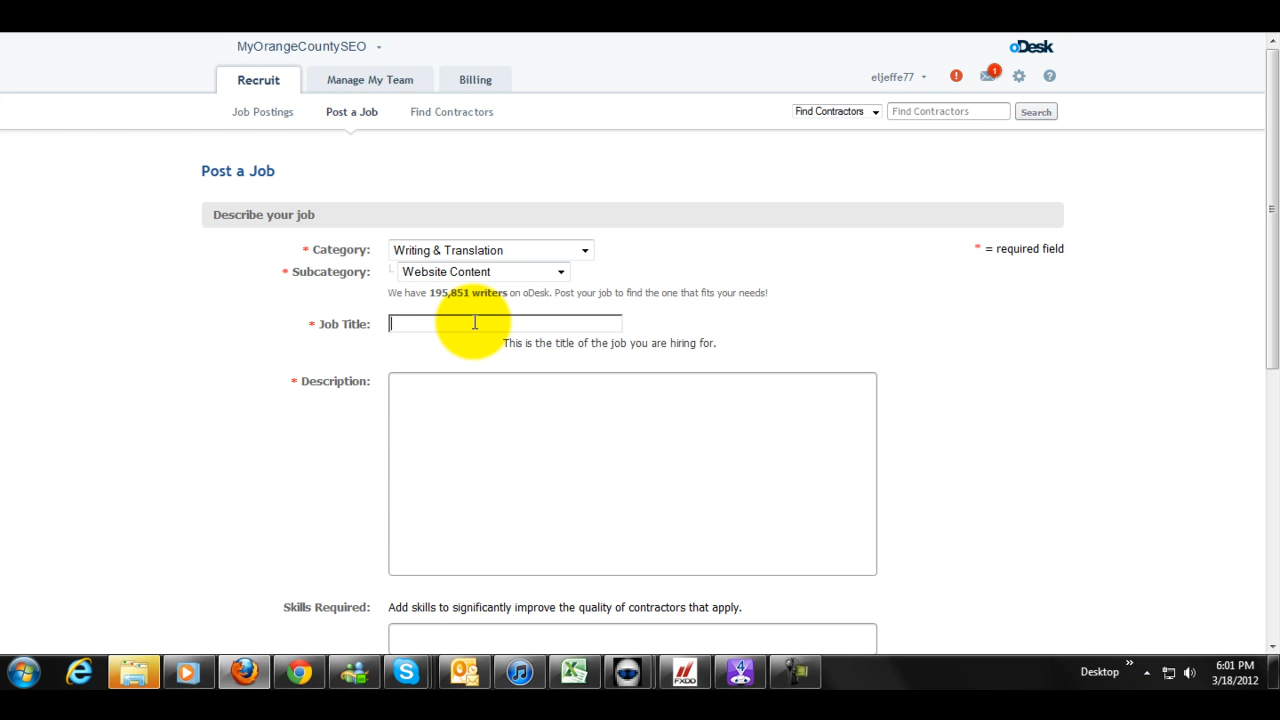 MyOrangeCountySEO
oDesk
Recruit Manage My Team Billing
eljeffe77 1
Job Postings Post a Job Find Contractors
Find Contractors Find Contractors Search
Post a Job
Describe your job
* Category: Writing & Translation
* = required field
* Subcategory: Website Content
We have 195,851 writers on oDesk. Post your job to find the one that fits your needs!
* Job Title:
This is the title of the job you are hiring for.
* Description:
Skills Required: Add skills to significantly improve the quality of contractors that apply.
FXDD
4
Desktop
6:01 PM
3/18/2012